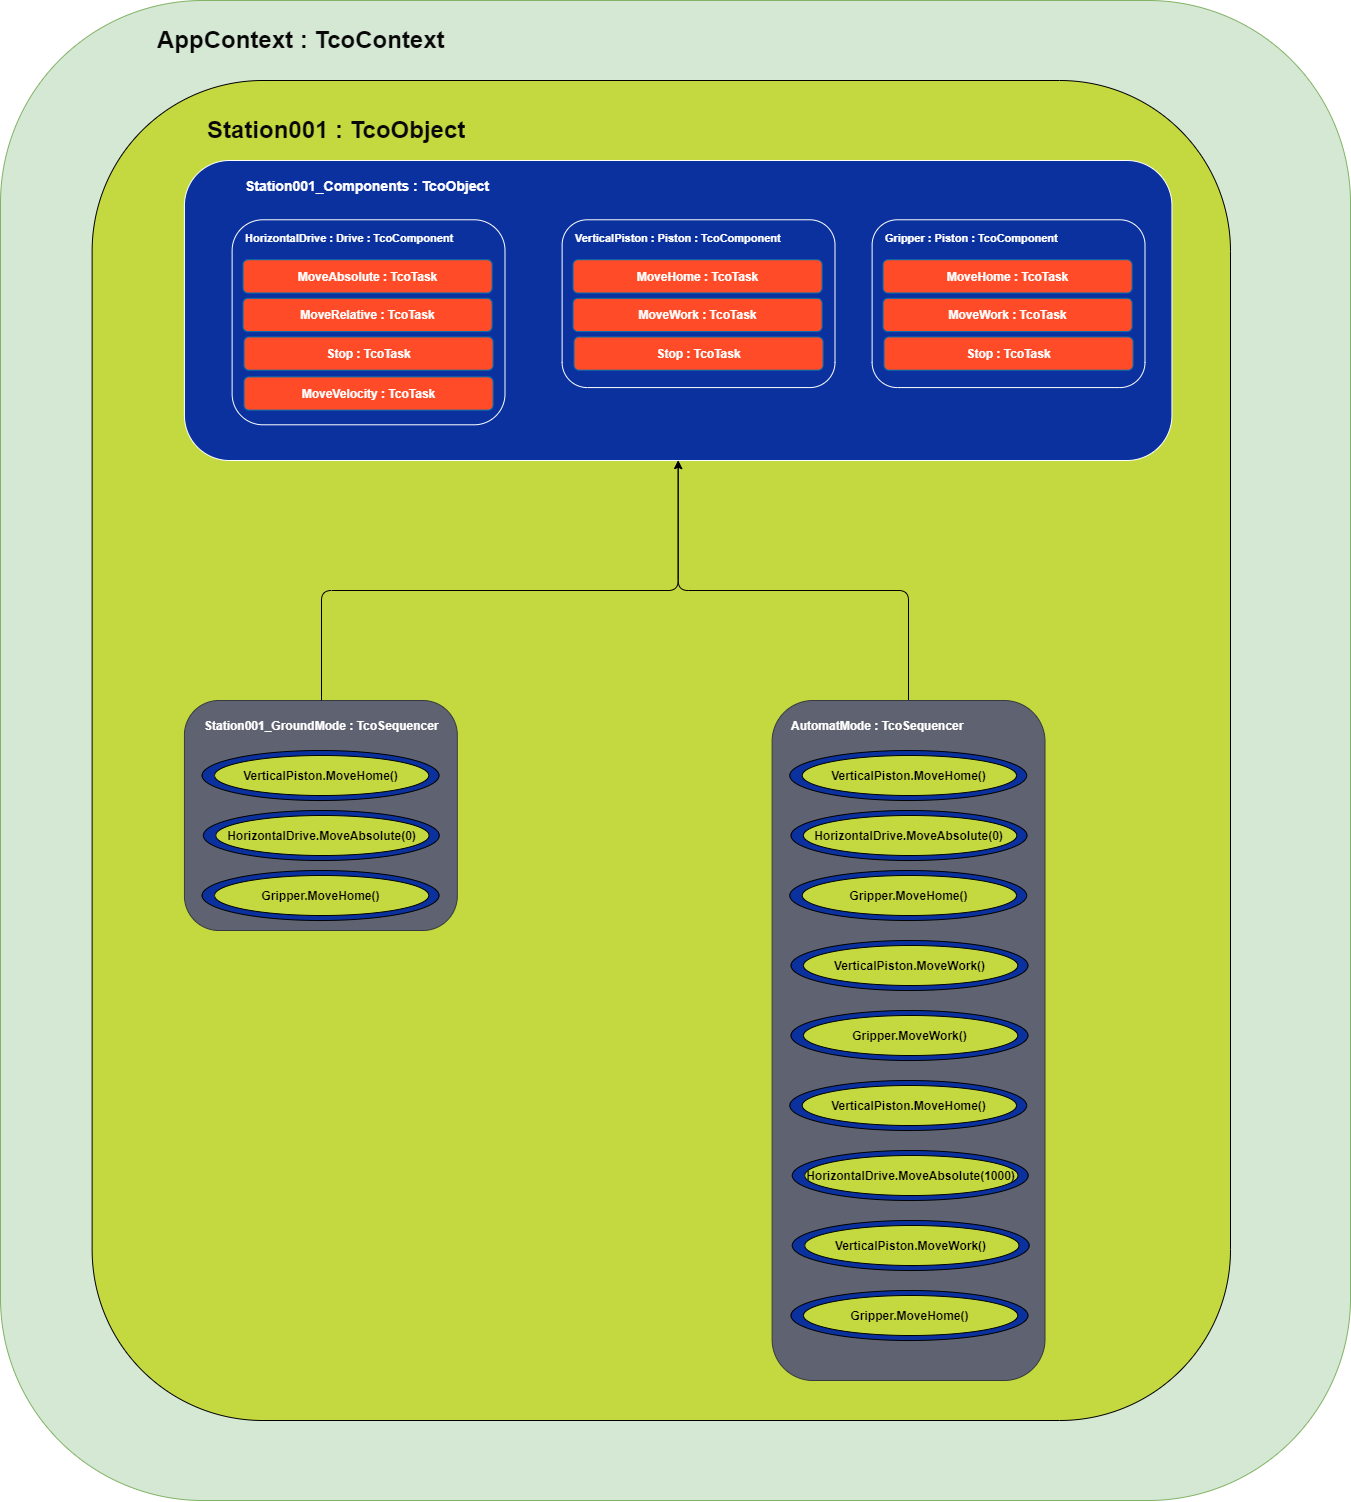 AppContext : TcoContext
Station001 : TcoObject
Station001_Components : TcoObject
HorizontalDrive : Drive : TcoComponent
MoveAbsolute : TcoTask
MoveRelative : TcoTask
Stop : TcoTask
MoveVelocity : TcoTask
VerticalPiston : Piston : TcoComponent
MoveHome : TcoTask
MoveWork : TcoTask
Stop : TcoTask
Gripper : Piston : TcoComponent
MoveHome : TcoTask
MoveWork : TcoTask
Stop : TcoTask
Station001_GroundMode : TcoSequencer
VerticalPiston.MoveHome()
HorizontalDrive.MoveAbsolute(0)
Gripper.MoveHome()
AutomatMode : TcoSequencer
VerticalPiston.MoveHome()
HorizontalDrive.MoveAbsolute(0)
Gripper.MoveHome()
VerticalPiston.MoveWork()
Gripper.MoveWork()
VerticalPiston.MoveHome()
HorizontalDrive.MoveAbsolute(1000)
VerticalPiston.MoveWork()
Gripper.MoveHome()